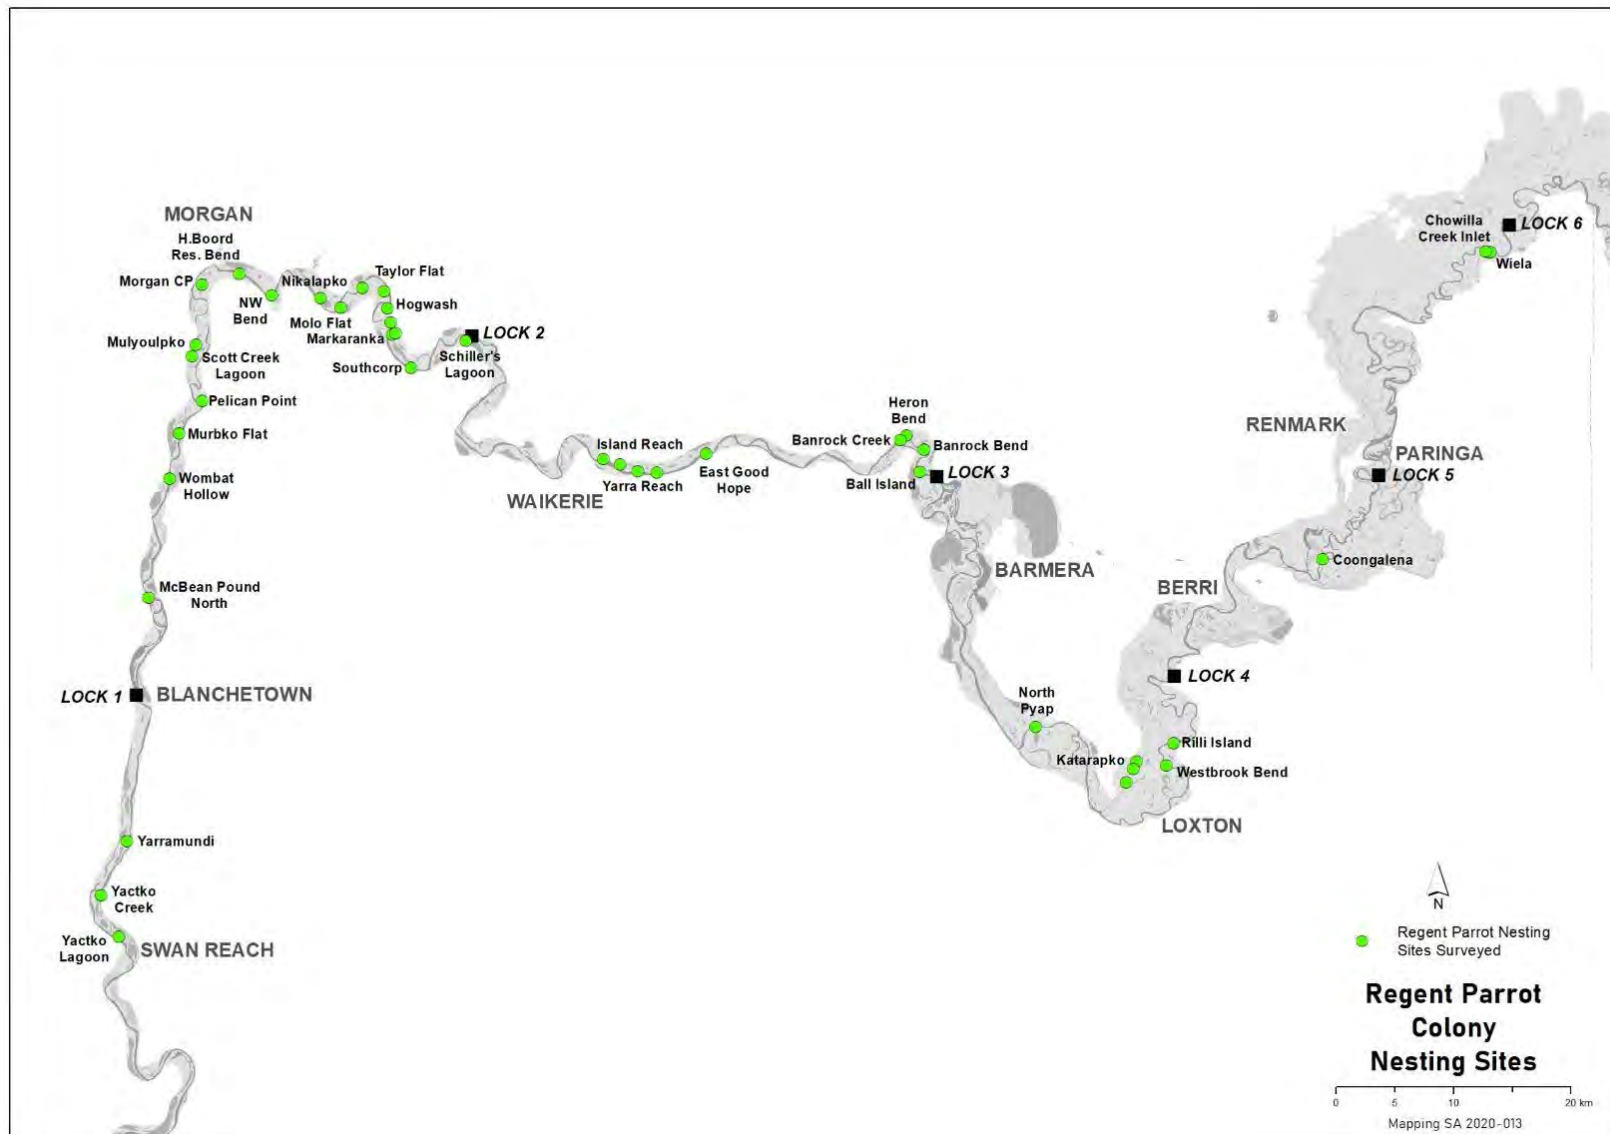 MORGAN
H.Boord
Res. Bend
Morgan CP
NW
Bend
Nikalapko
Taylor Flat
Molo Flat
Hogwash
Markaranka
Mulyoulpko
Scott Creek
Lagoon
Southcorp
LOCK 2
Schiller's
Lagoon
Pelican Point
Murbko Flat
Wombat
Hollow
McBean Pound
North
LOCK 1
BLANCHETOWN
Yarramundi
Yactko
Creek
Yactko
Lagoon
SWAN REACH
Island Reach
Yarra Reach
WAIKERIE
East Good
Hope
Heron
Bend
Banrock Creek
Banrock Bend
Ball Island
LOCK 3
BARMERA
North
Pyap
Katarapko
Rilli Island
Westbrook Bend
LOXTON
LOCK 4
BERRI
Coongalena
RENMARK
PARINGA
LOCK 5
Chowilla
Creek Inlet
LOCK 6
Wiela
N
Regent Parrot Nesting
Sites Surveyed
Regent Parrot
Colony
Nesting Sites
0 5 10 20 km
Mapping SA 2020-013